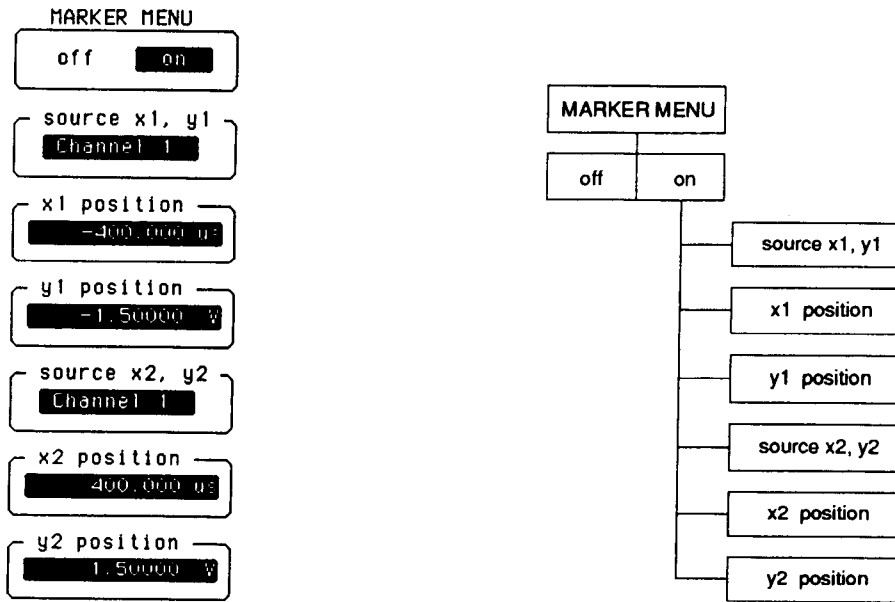 MARKER MENU
off on
source x1, y1
Channel 1
x1 position
-400.000 us
y1 position
-1.50000 V
source x2, y2
Channel 1
x2 position
400.000 us
y2 position
1.50000 V
MARKER MENU
off on
source x1, y1
x1 position
y1 position
source x2, y2
x2 position
y2 position